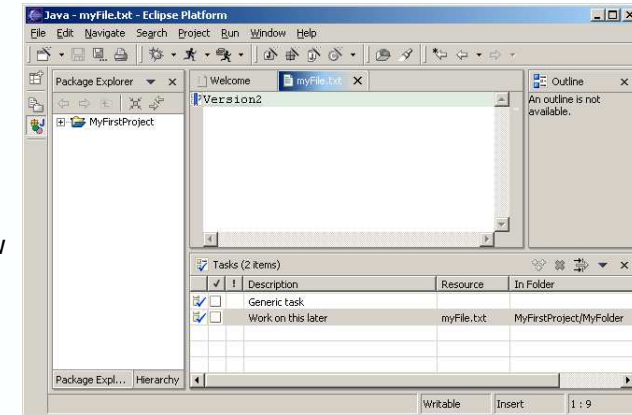 Java - myFile.txt - Eclipse Platform
File Edit Navigate Search Project Run Window Help
Package Explorer
Welcome
myFile.txt
Outline
Version2
An outline is not
available.
MyFirstProject
Tasks (2 items)
! Description Resource In Folder
Generic task
Work on this later myFile.txt MyFirstProject/MyFolder
Package Expl... Hierarchy
Writable Insert 1:9